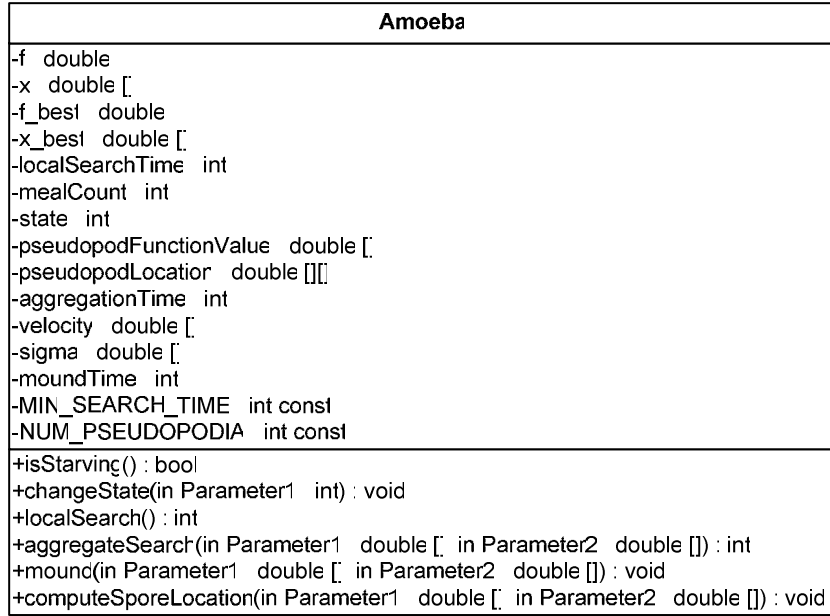 Amoeba
-f double
-x double []
-f_best double
-x_best double []
-localSearchTime int
-mealCount int
-state int
-pseudopodFunctionValue double []
-pseudopodLocation double [][]
-aggregationTime int
-velocity double []
-sigma double []
-moundTime int
-MIN_SEARCH_TIME int const
-NUM_PSEUDOPODIA int const
+isStarving() : bool
+changeState(in Parameter1 int) : void
+localSearch() : int
+aggregateSearch(in Parameter1 double [] in Parameter2 double []) : int
+mound(in Parameter1 double [] in Parameter2 double []) : void
+computeSporeLocation(in Parameter1 double [] in Parameter2 double []) : void